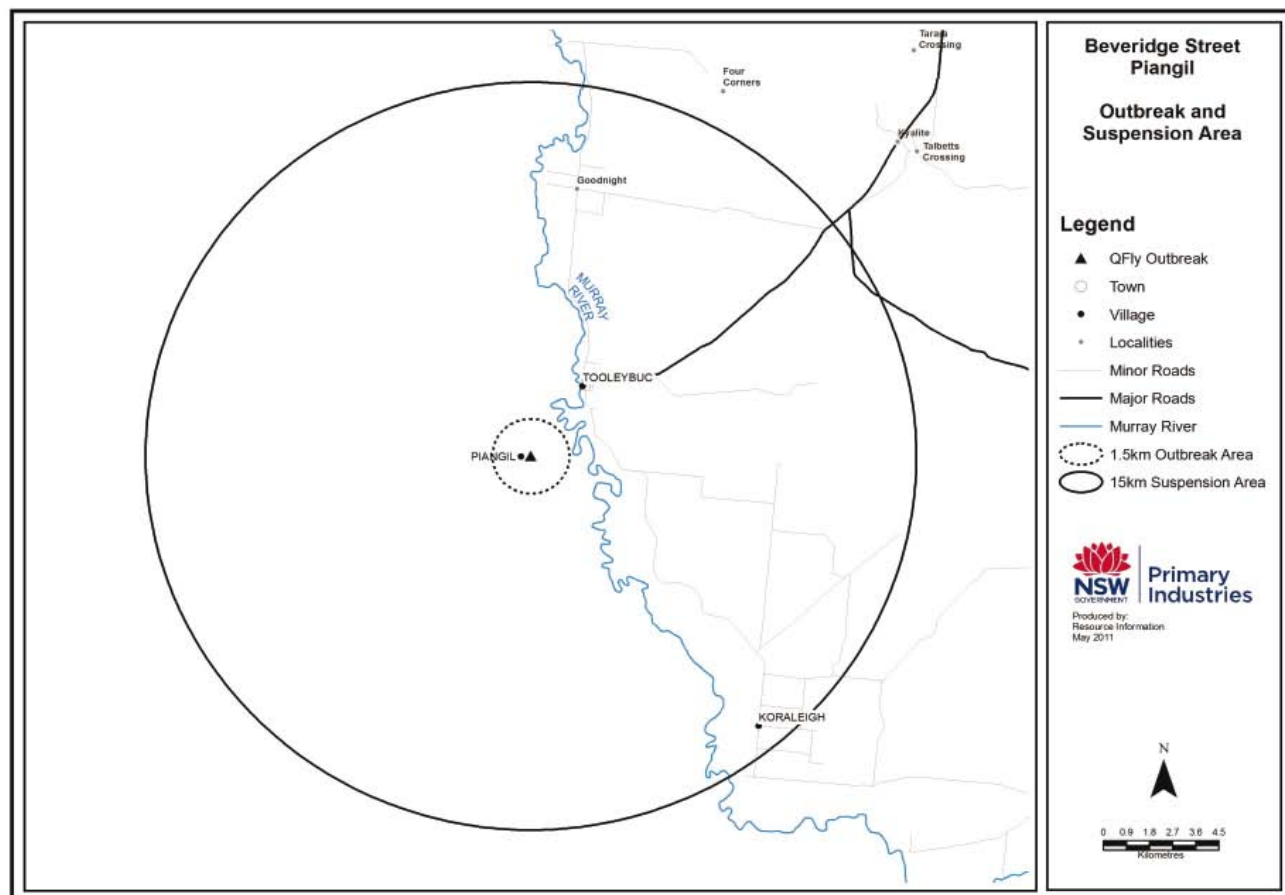 Tarara
Crossing
Four
Corners
Kyalite
Talbetts
Crossing
Goodnight
MURRAY
RIVER
TOOLEYBUC
PIANGIL
KORALEIGH
Beveridge Street
Piangil
Outbreak and
Suspension Area
Legend
QFly Outbreak
Town
Village
Localities
Minor Roads
Major Roads
Murray River
1.5km Outbreak Area
15km Suspension Area
NSW
GOVERNMENT
Primary
Industries
Produced by:
Resource Information
May 2011
N
0 0.9 1.8 2.7 3.6 4.5
Kilometres